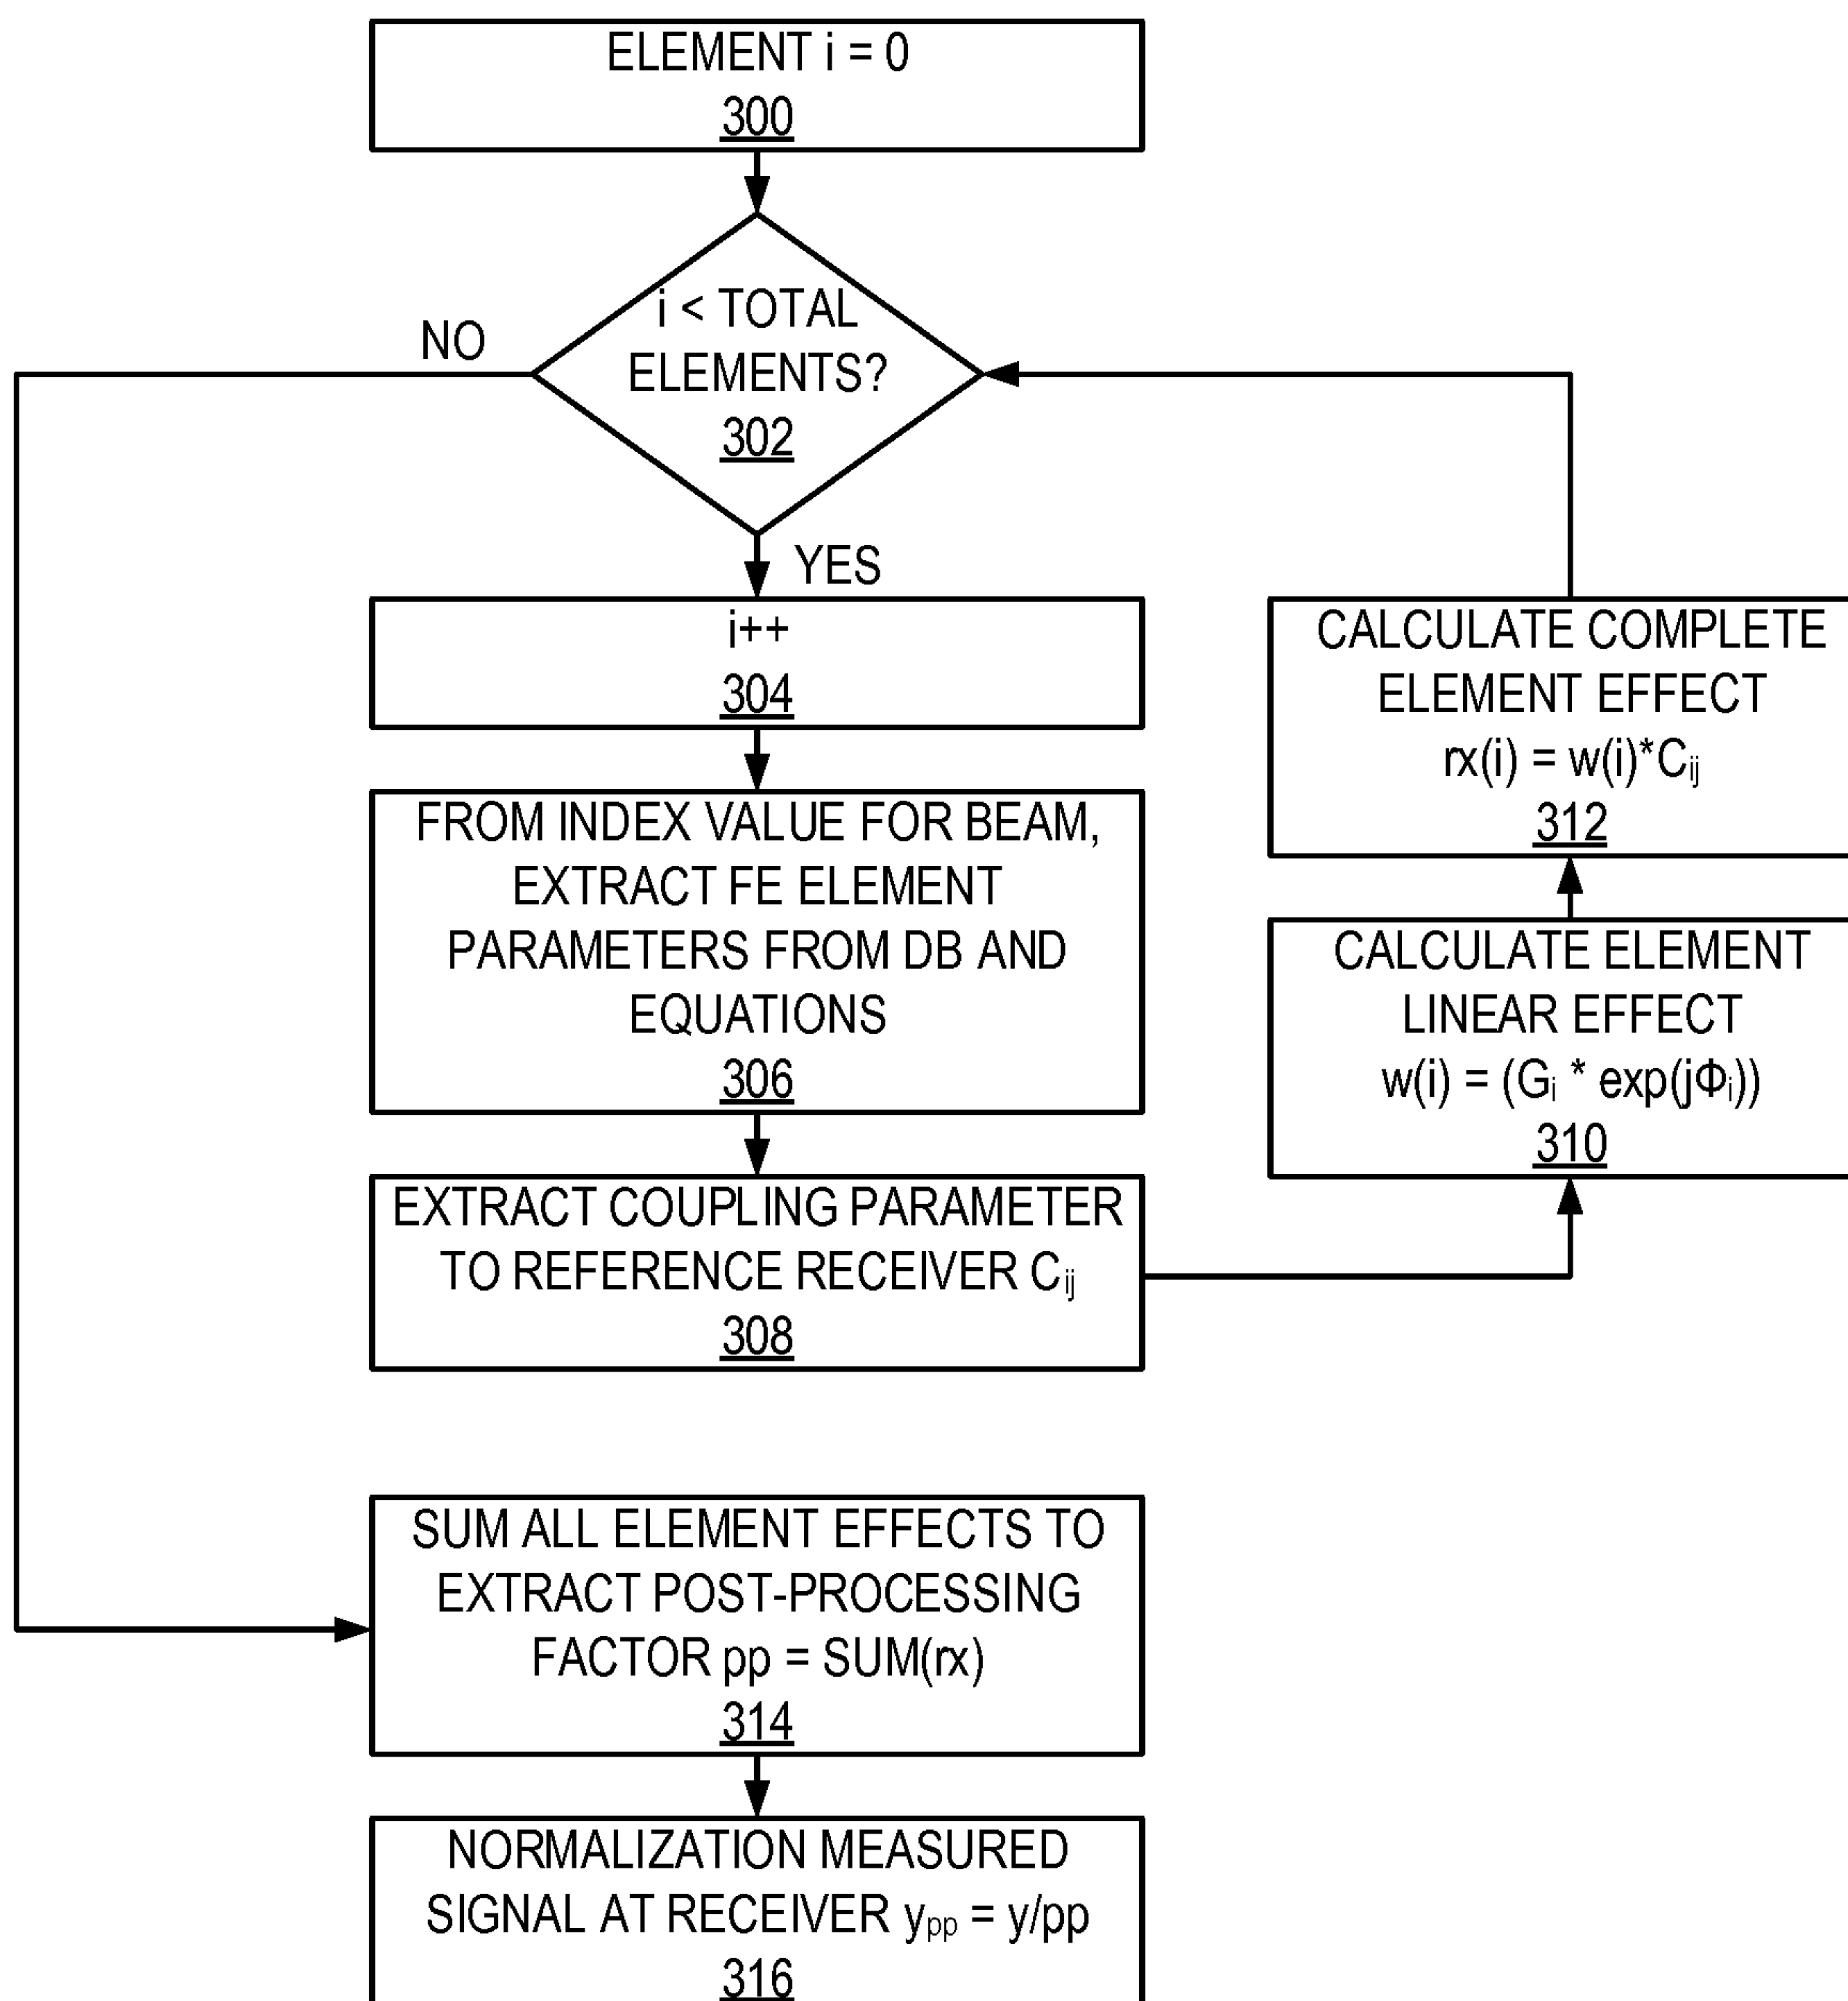 ELEMENT i = 0
300
i < TOTAL
ELEMENTS?
302
NO
YES
i++
304
FROM INDEX VALUE FOR BEAM,
EXTRACT FE ELEMENT
PARAMETERS FROM DB AND
EQUATIONS
306
EXTRACT COUPLING PARAMETER
TO REFERENCE RECEIVER Cij
308
CALCULATE ELEMENT
LINEAR EFFECT
w(i) = (Gi * exp(jΦi))
310
CALCULATE COMPLETE
ELEMENT EFFECT
rx(i) = w(i)*Cij
312
SUM ALL ELEMENT EFFECTS TO
EXTRACT POST-PROCESSING
FACTOR pp = SUM(rx)
314
NORMALIZATION MEASURED
SIGNAL AT RECEIVER ypp = y/pp
316